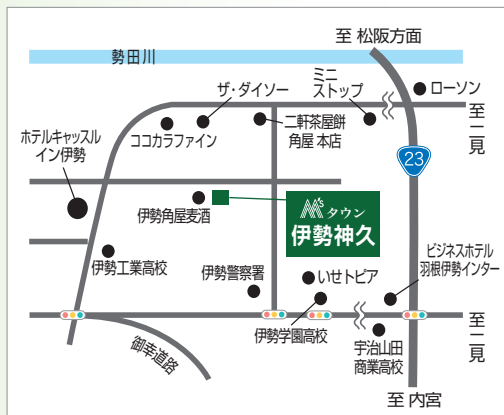 至 松阪方面
勢田川
ミニ
ストップ
ザ・ダイソー
ローソン
ココカラファイン
二軒茶屋餅
角屋 本店
至二見
ホテルキャッスル
イン伊勢
23
伊勢角屋麦酒
M'sタウン
伊勢神久
伊勢工業高校
伊勢警察署
いせトピア
ビジネスホテル
羽根伊勢インター
伊勢学園高校
至二見
御幸道路
宇治山田
商業高校
至 内宮